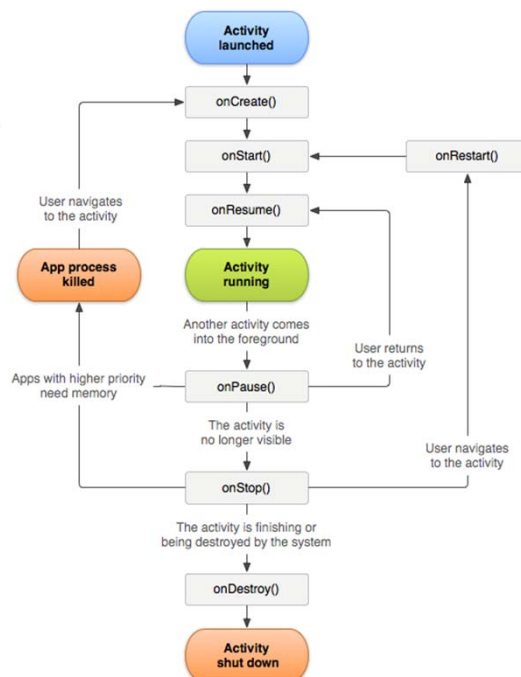 Activity
launched
onCreate()
onStart()
onRestart()
User navigates
to the activity
onResume()
App process
killed
Activity
running
Another activity comes
into the foreground
User returns
to the activity
Apps with higher priority
need memory
onPause()
The activity is
no longer visible
User navigates
to the activity
onStop()
The activity is finishing or
being destroyed by the system
onDestroy()
Activity
shut down